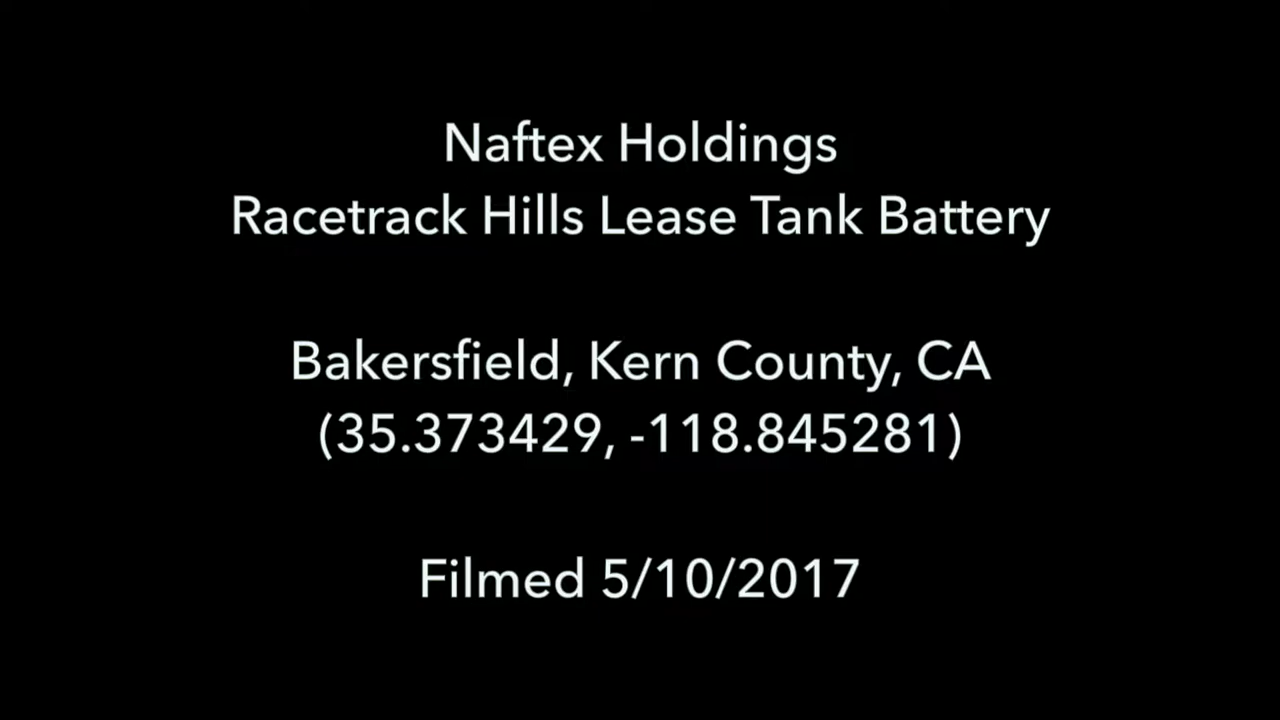 Naftex Holdings
Racetrack Hills Lease Tank Battery
Bakersfield, Kern County, CA
(35.373429, -118.845281)
Filmed 5/10/2017